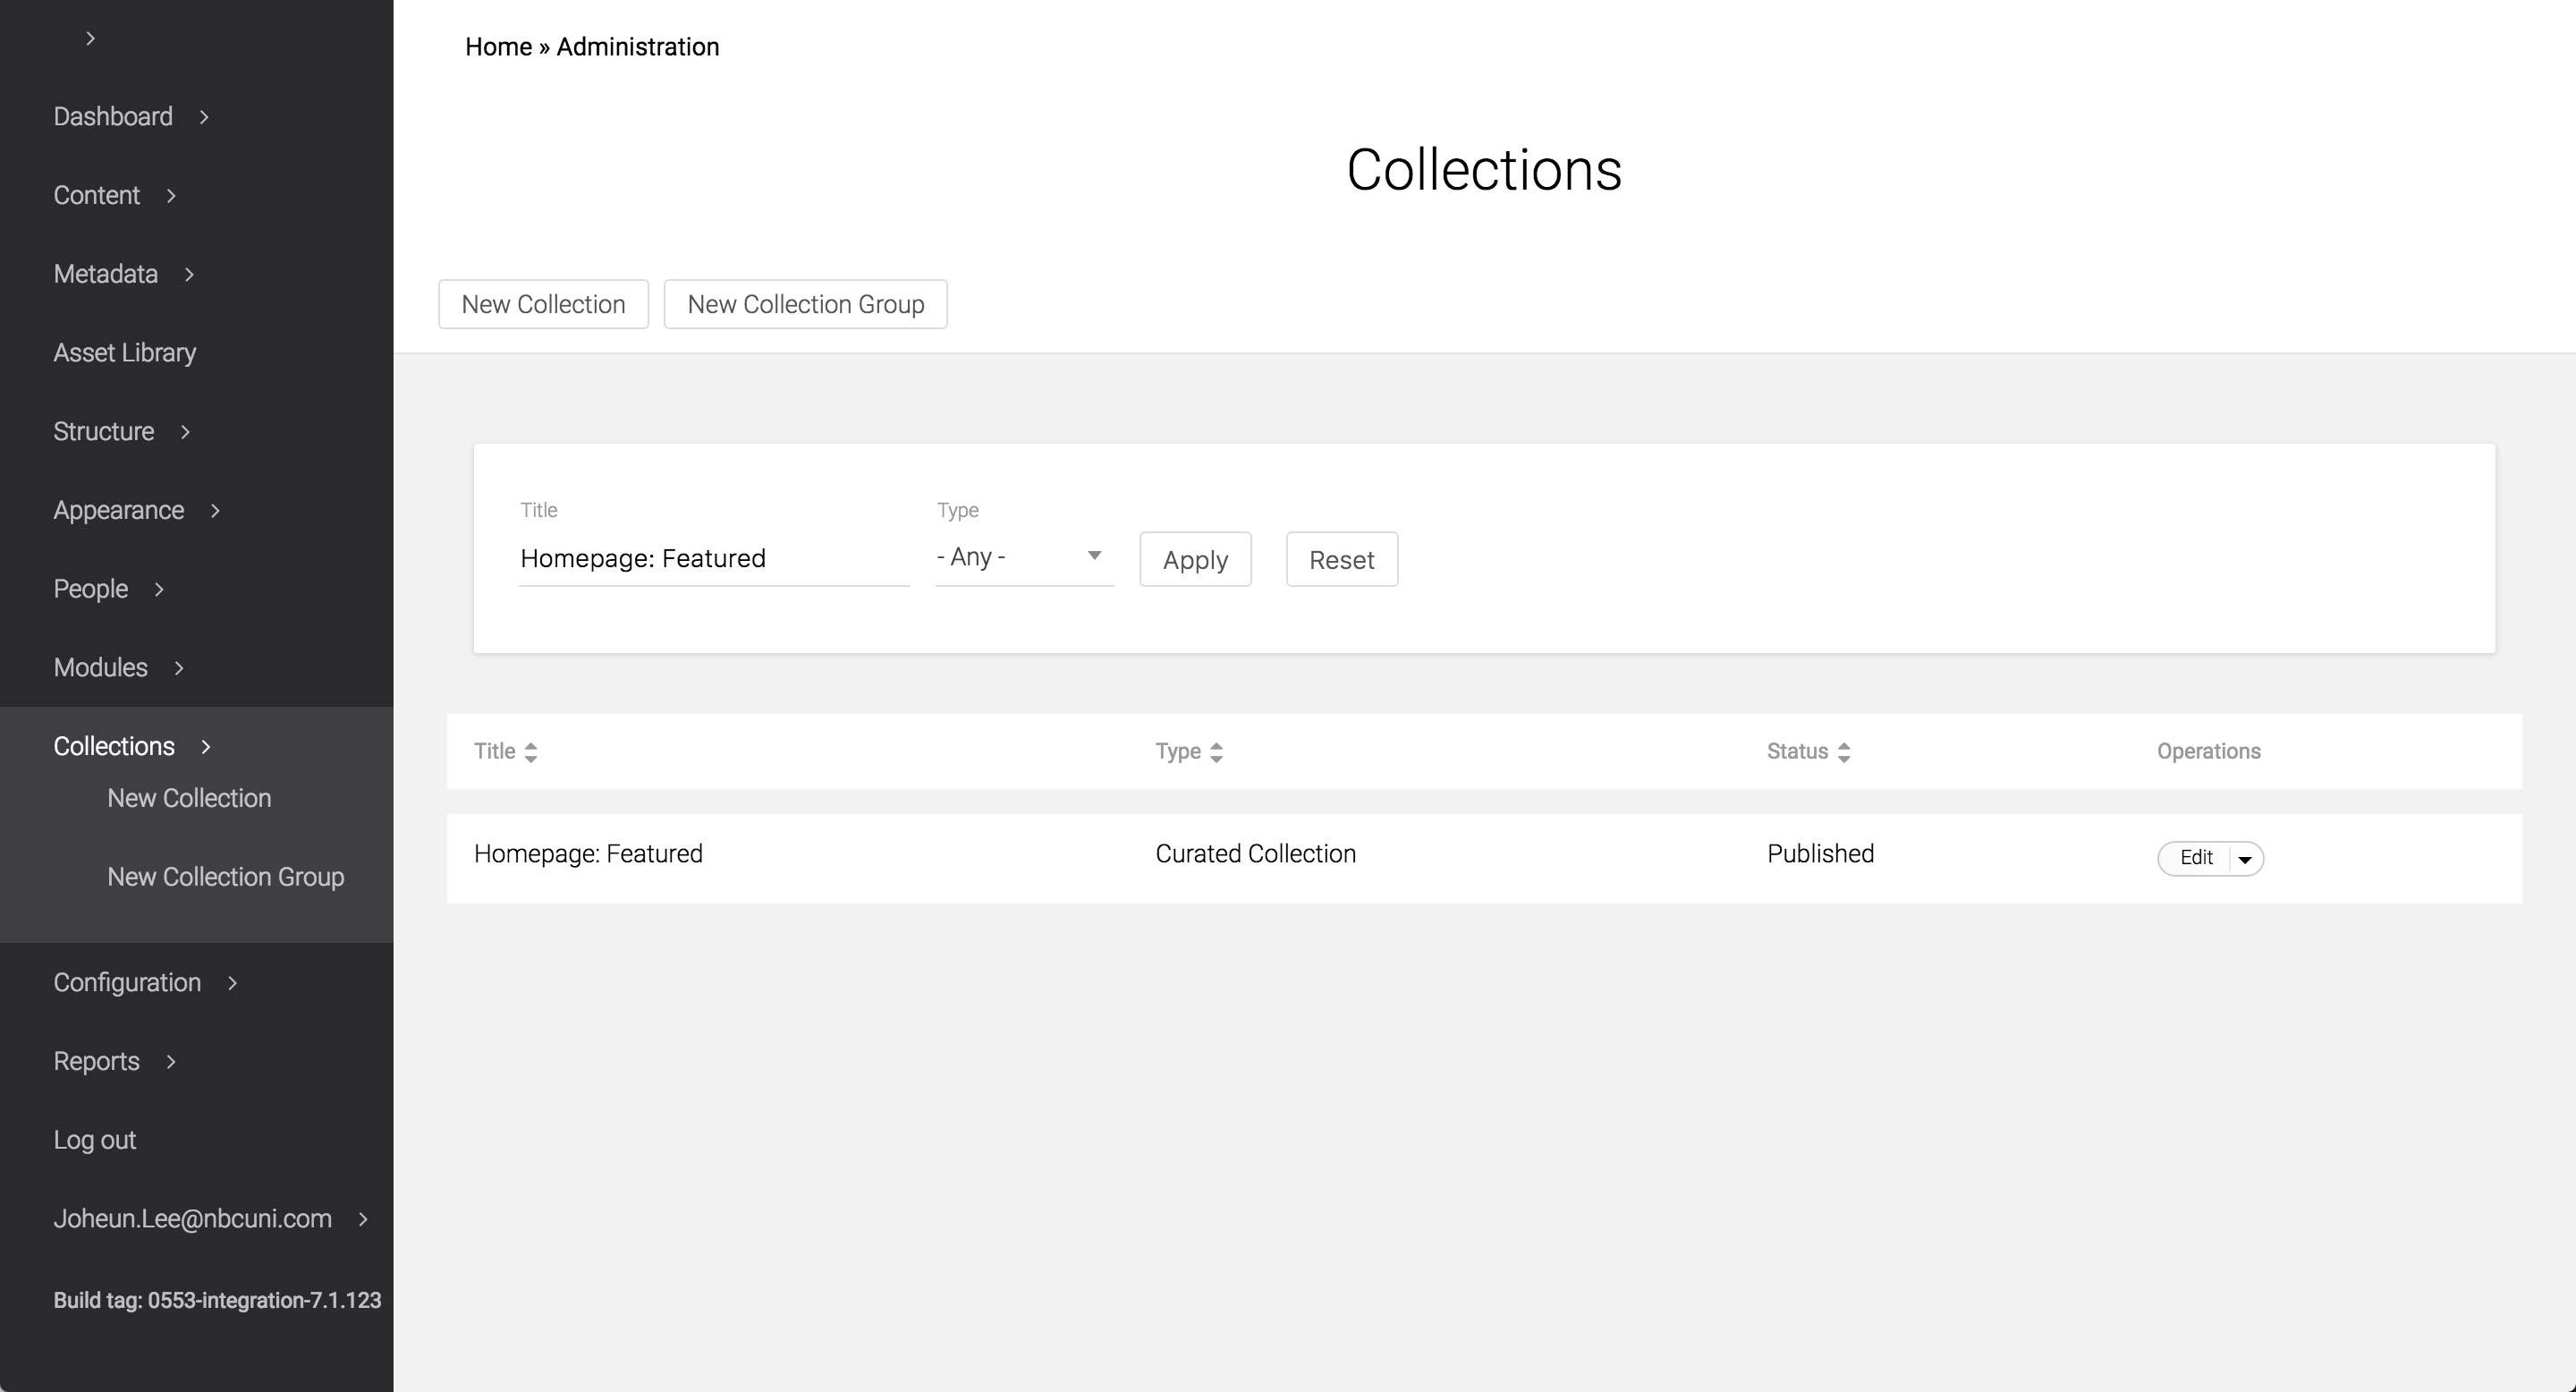 Dashboard
Content
Metadata
Asset Library
Structure
Appearance
People
Modules
Collections
New Collection
New Collection Group
Configuration
Reports
Log out
Joheun.Lee@nbcuni.com
Build tag: 0553-integration-7.1.123
Home » Administration
Collections
New Collection New Collection Group
Title Type
Homepage: Featured - Any - Apply Reset
Title Type Status Operations
Homepage: Featured Curated Collection Published Edit